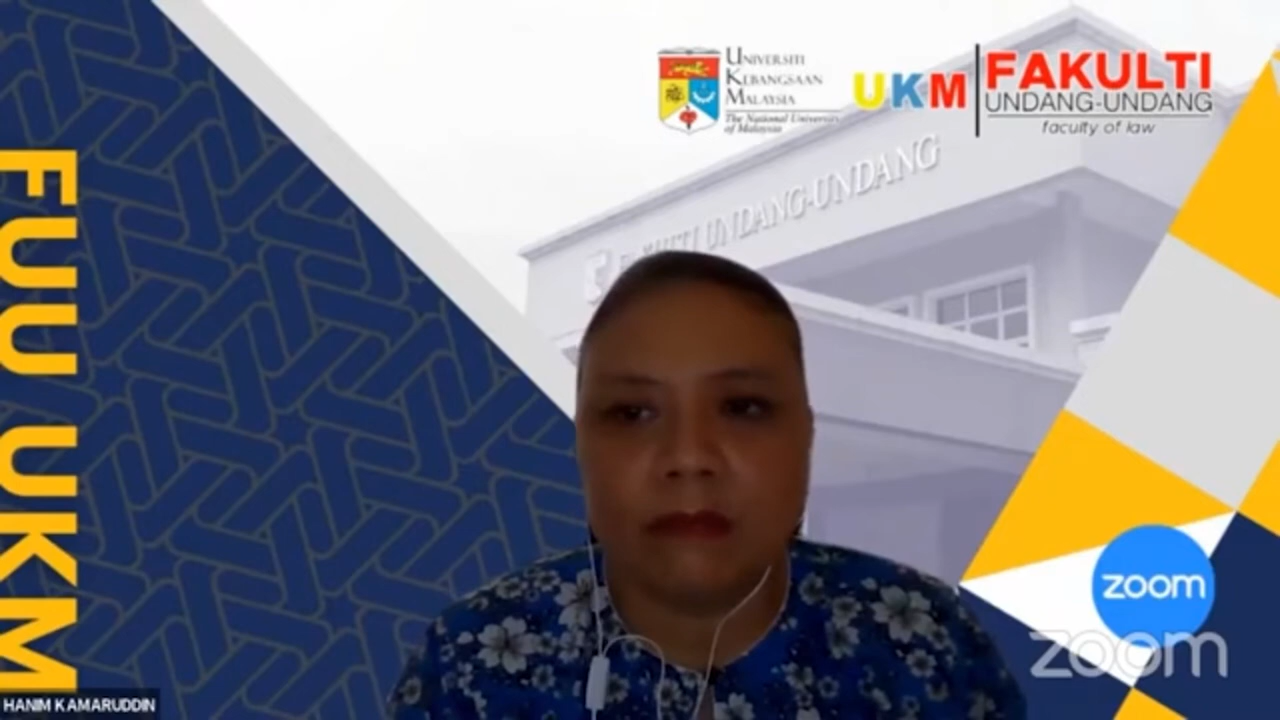 UNIVERSITI
KEBANGSAAN
MALAYSIA
The National University
of Malaysia
UKM
FAKULTI
UNDANG-UNDANG
faculty of law
FAKULTI UNDANG-UNDANG
FUU UKM
zoom
zoom
HANIM KAMARUDDIN